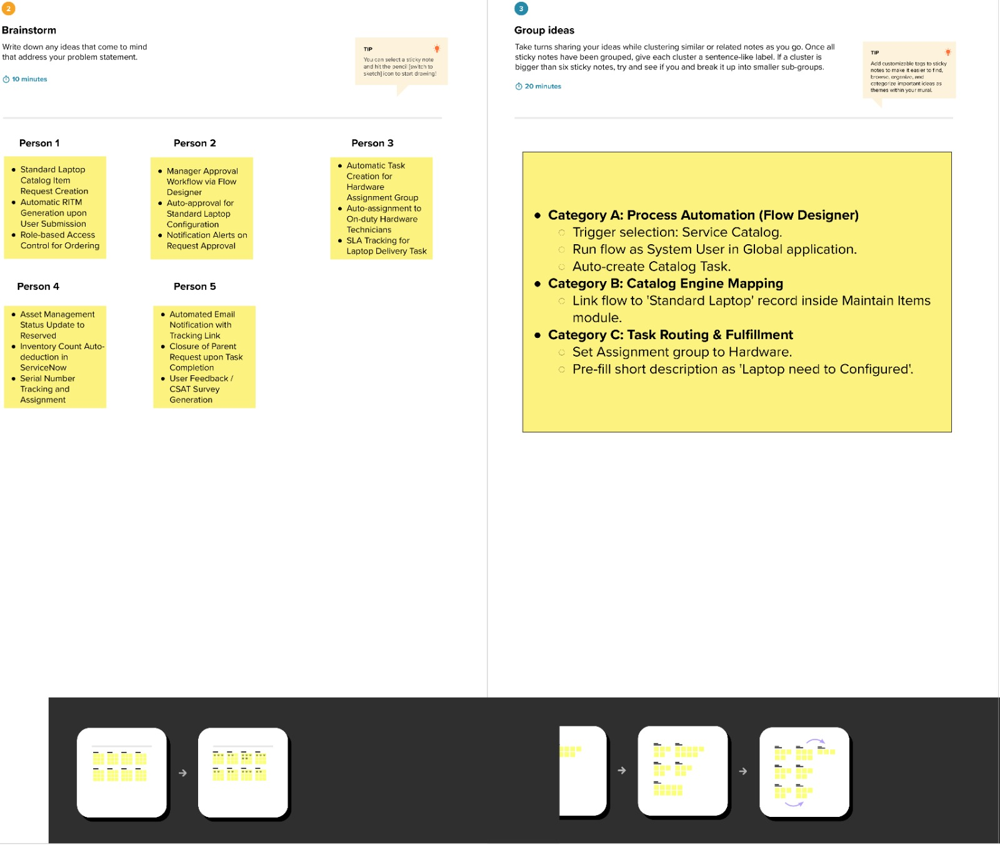 2
Brainstorm
Write down any ideas that come to mind
that address your problem statement.
10 minutes
TIP
You can select a sticky note
and hit the pencil [switch to
sketch] icon to start drawing!
Person 1
● Standard Laptop
Catalog Item
Request Creation
● Automatic RITM
Generation upon
User Submission
● Role-based Access
Control for Ordering
Person 2
● Manager Approval
Workflow via Flow
Designer
● Auto-approval for
Standard Laptop
Configuration
● Notification Alerts on
Request Approval
Person 3
● Automatic Task
Creation for
Hardware
Assignment Group
● Auto-assignment to
On-duty Hardware
Technicians
● SLA Tracking for
Laptop Delivery Task
Person 4
● Asset Management
Status Update to
Reserved
● Inventory Count Auto-
deduction in
ServiceNow
● Serial Number
Tracking and
Assignment
Person 5
● Automated Email
Notification with
Tracking Link
● Closure of Parent
Request upon Task
Completion
● User Feedback /
CSAT Survey
Generation
3
Group ideas
Take turns sharing your ideas while clustering similar or related notes as you go. Once all
sticky notes have been grouped, give each cluster a sentence-like label. If a cluster is
bigger than six sticky notes, try and see if you and break it up into smaller sub-groups.
20 minutes
TIP
Add customizable tags to sticky
notes to make it easier to find,
browse, organize, and
categorize important ideas as
themes within your mural.
● Category A: Process Automation (Flow Designer)
○ Trigger selection: Service Catalog.
○ Run flow as System User in Global application.
○ Auto-create Catalog Task.
● Category B: Catalog Engine Mapping
○ Link flow to 'Standard Laptop' record inside Maintain Items
module.
● Category C: Task Routing & Fulfillment
○ Set Assignment group to Hardware.
○ Pre-fill short description as 'Laptop need to Configured'.